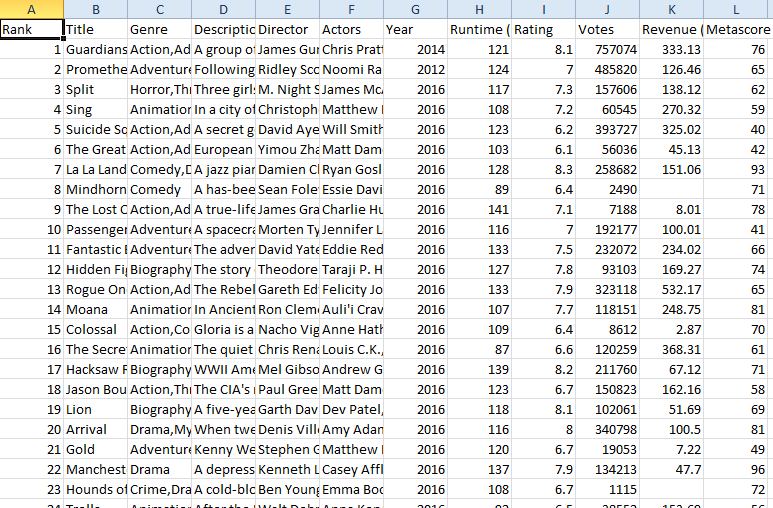 A B C D E F G H I J K L
Rank Title Genre Descriptic Director Actors Year Runtime ( Rating Votes Revenue ( Metascore
1 Guardians Action,Ad A group of James Gur Chris Pratt 2014 121 8.1 757074 333.13 76
2 Promethe Adventure Following Ridley Scc Noomi Ra 2012 124 7 485820 126.46 65
3 Split Horror,Thr Three girls M. Night S James Mc 2016 117 7.3 157606 138.12 62
4 Sing Animation In a city of Christoph Matthew 2016 108 7.2 60545 270.32 59
5 Suicide Sq Action,Ad A secret g David Aye Will Smith 2016 123 6.2 393727 325.02 40
6 The Great Action,Ad European Yimou Zha Matt Dam 2016 103 6.1 56036 45.13 42
7 La La Land Comedy,D A jazz pian Damien Cl Ryan Gosl 2016 128 8.3 258682 151.06 93
8 Mindhorn Comedy A has-bee Sean Fole Essie Davi 2016 89 6.4 2490 71
9 The Lost C Action,Ad A true-life James Gra Charlie Hu 2016 141 7.1 7188 8.01 78
10 Passenger Adventure A spacecra Morten Ty Jennifer L 2016 116 7 192177 100.01 41
11 Fantastic Adventure The adver David Yate Eddie Red 2016 133 7.5 232072 234.02 66
12 Hidden Fi Biography The story Theodore Taraji P. H 2016 127 7.8 93103 169.27 74
13 Rogue On Action,Ad The Rebel Gareth Ed Felicity Jo 2016 133 7.9 323118 532.17 65
14 Moana Animation In Ancient Ron Clem Auli'i Crav 2016 107 7.7 118151 248.75 81
15 Colossal Action,Co Gloria is a Nacho Vig Anne Hath 2016 109 6.4 8612 2.87 70
16 The Secre Animation The quiet Chris Rena Louis C.K., 2016 87 6.6 120259 368.31 61
17 Hacksaw Biography WWII Ame Mel Gibso Andrew G 2016 139 8.2 211760 67.12 71
18 Jason Bou Action,Thr The CIA's Paul Gree Matt Dam 2016 123 6.7 150823 162.16 58
19 Lion Biography A five-yea Garth Dav Dev Patel, 2016 118 8.1 102061 51.69 69
20 Arrival Drama,My When twe Denis Ville Amy Adan 2016 116 8 340798 100.5 81
21 Gold Adventure Kenny We Stephen G Matthew 2016 120 6.7 19053 7.22 49
22 Manchest Drama A depress Kenneth L Casey Affl 2016 137 7.9 134213 47.7 96
23 Hounds of Crime,Dra A cold-blo Ben Young Emma Boo 2016 108 6.7 1115 72